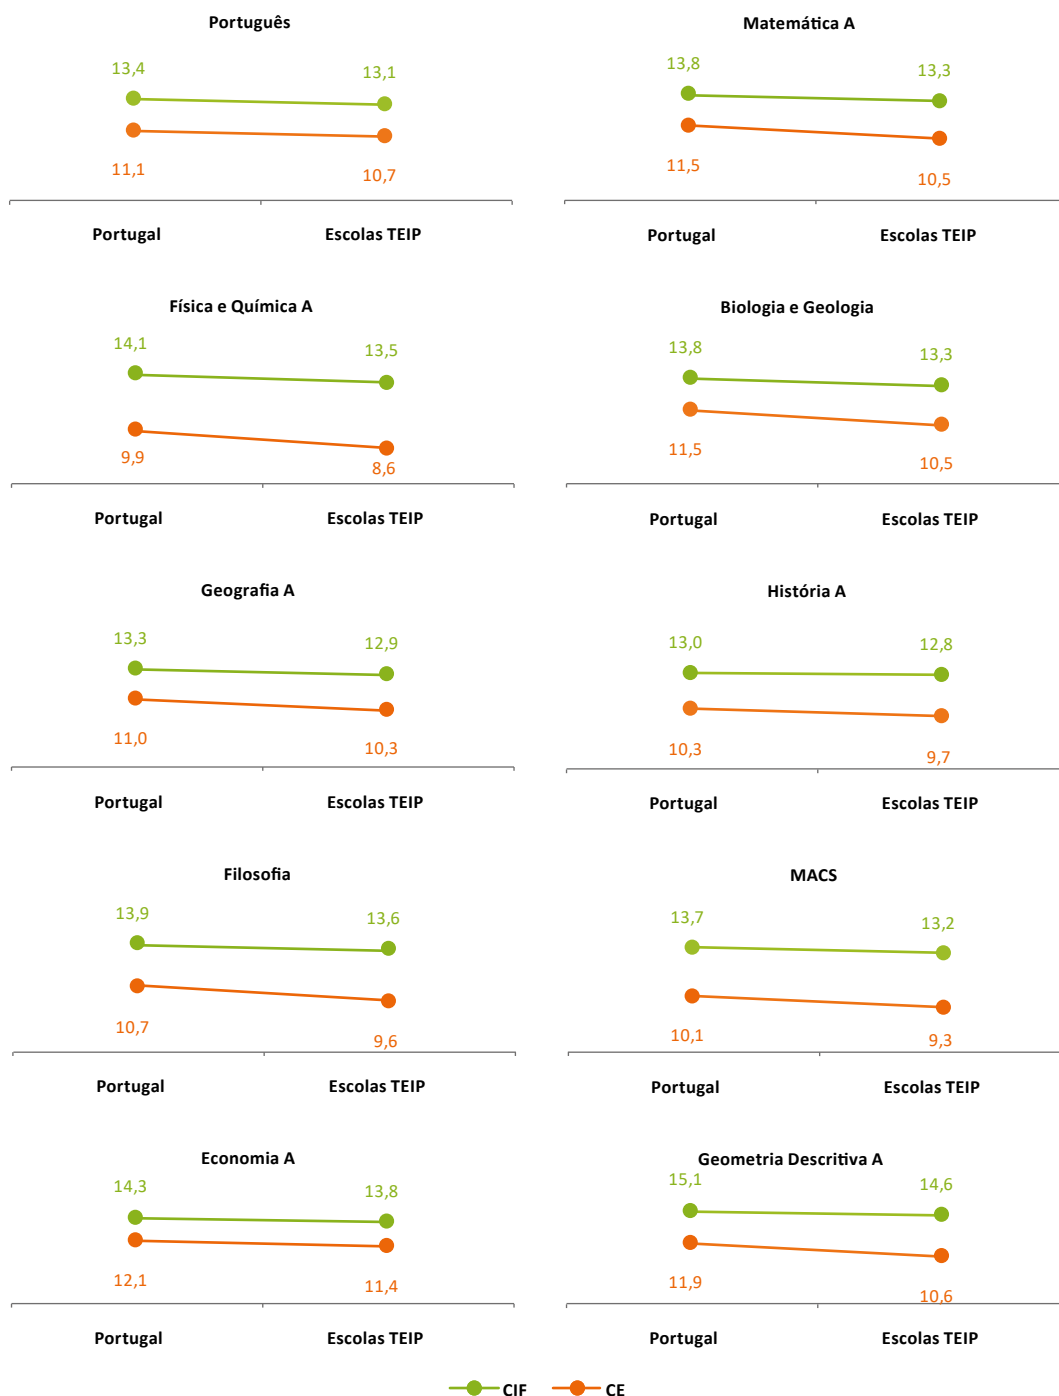 Português
13,4
13,1
11,1
10,7
Portugal
Escolas TEIP
Matemática A
13,8
13,3
11,5
10,5
Portugal
Escolas TEIP
Física e Química A
14,1
13,5
9,9
8,6
Portugal
Escolas TEIP
Biologia e Geologia
13,8
13,3
11,5
10,5
Portugal
Escolas TEIP
Geografia A
13,3
12,9
11,0
10,3
Portugal
Escolas TEIP
História A
13,0
12,8
10,3
9,7
Portugal
Escolas TEIP
Filosofia
13,9
13,6
10,7
9,6
Portugal
Escolas TEIP
MACS
13,7
13,2
10,1
9,3
Portugal
Escolas TEIP
Economia A
14,3
13,8
12,1
11,4
Portugal
Escolas TEIP
Geometria Descritiva A
15,1
14,6
11,9
10,6
Portugal
Escolas TEIP
CIF
CE